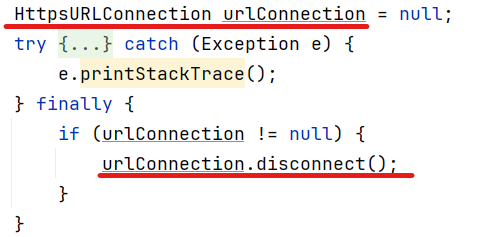 HttpsURLConnection urlConnection = null;
try {...} catch (Exception e) {
    e.printStackTrace();
} finally {
    if (urlConnection != null) {
        urlConnection.disconnect();
    }
}